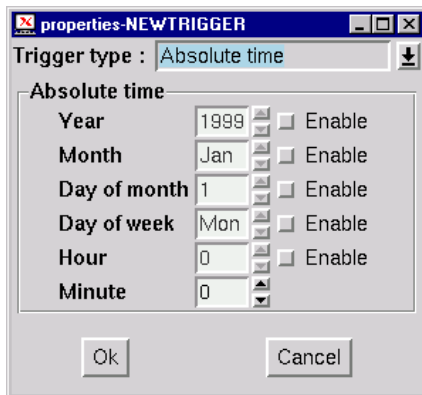 properties-NEWTRIGGER
Trigger type : Absolute time
Absolute time
Year 1999 Enable
Month Jan Enable
Day of month 1 Enable
Day of week Mon Enable
Hour 0 Enable
Minute 0
Ok Cancel